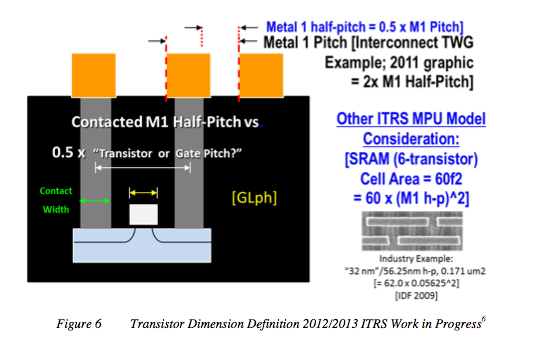 Metal 1 half-pitch = 0.5 x M1 Pitch]
Metal 1 Pitch [Interconnect TWG
Example; 2011 graphic
= 2x M1 Half-Pitch]
Contacted M1 Half-Pitch vs.
0.5 x "Transistor or Gate Pitch?"
Contact
Width
[GLph]
Other ITRS MPU Model
Consideration:
[SRAM (6-transistor)
Cell Area = 60f2
= 60 x (M1 h-p)^2]
Industry Example:
"32 nm"/56.25nm h-p, 0.171 um2
[= 62.0 x 0.05625^2]
[IDF 2009]
Figure 6 Transistor Dimension Definition 2012/2013 ITRS Work in Progress6